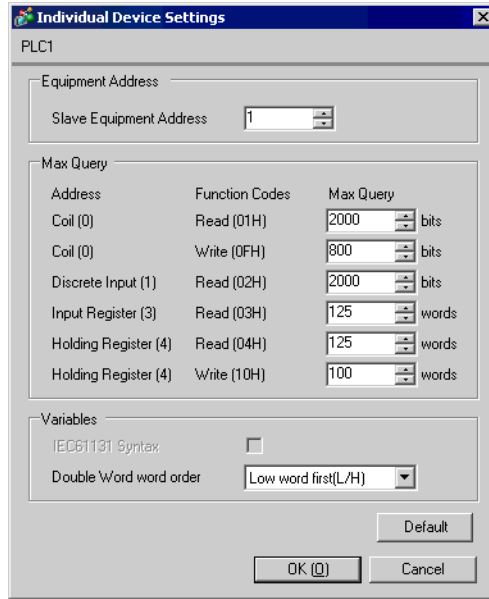 Individual Device Settings
PLC1
Equipment Address
Slave Equipment Address 1
Max Query
Address Function Codes Max Query
Coil (0) Read (01H) 2000 bits
Coil (0) Write (0FH) 800 bits
Discrete Input (1) Read (02H) 2000 bits
Input Register (3) Read (03H) 125 words
Holding Register (4) Read (04H) 125 words
Holding Register (4) Write (10H) 100 words
Variables
IEC61131 Syntax
Double Word word order Low word first(L/H)
Default
OK (O) Cancel